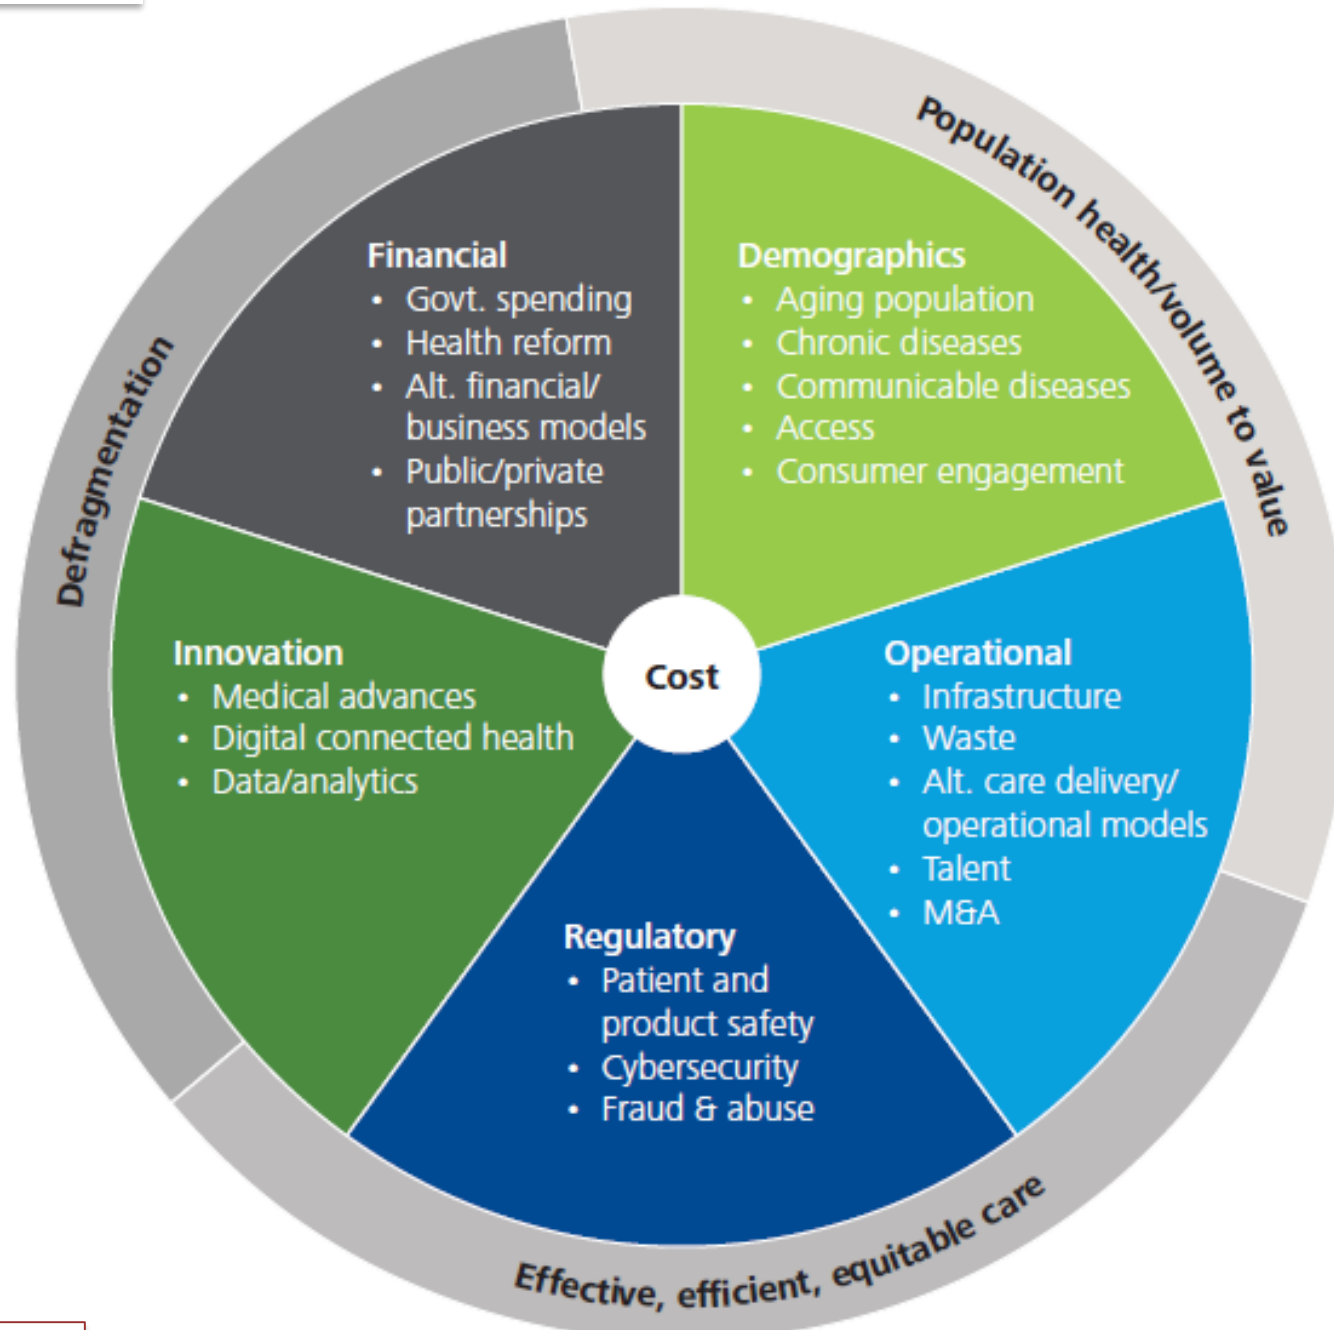 Population health/volume to value
Defragmentation
Effective, efficient, equitable care
Financial
• Govt. spending
• Health reform
• Alt. financial/
business models
• Public/private
partnerships
Demographics
• Aging population
• Chronic diseases
• Communicable diseases
• Access
• Consumer engagement
Innovation
• Medical advances
• Digital connected health
• Data/analytics
Cost
Operational
• Infrastructure
• Waste
• Alt. care delivery/
operational models
• Talent
• M&A
Regulatory
• Patient and
product safety
• Cybersecurity
• Fraud & abuse